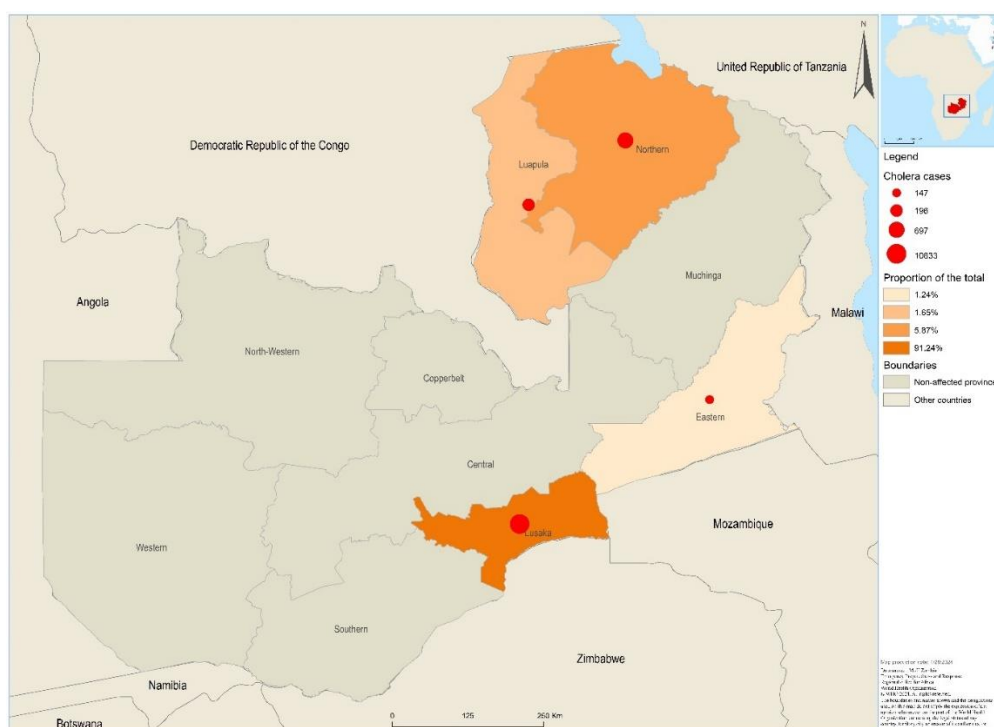 N
United Republic of Tanzania
Democratic Republic of the Congo
Northern
Luapula
Muchinga
Angola
Malawi
North-Western
Copperbelt
Eastern
Central
Lusaka
Mozambique
Western
Southern
Zimbabwe
Namibia
Botswana
0 125 250 Km
Legend
Cholera cases
147
196
697
10833
Proportion of the total
1.24%
1.65%
5.87%
91.24%
Boundaries
Non-affected province
Other countries